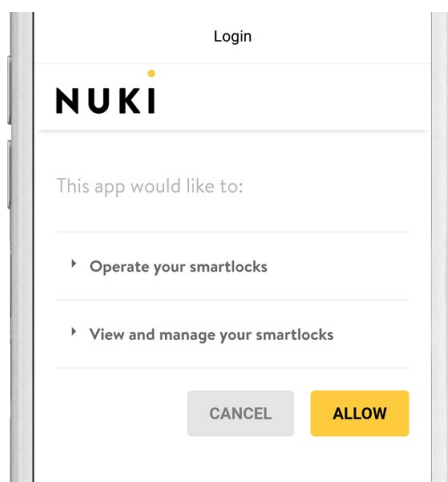 Login
NUKI
This app would like to:
Operate your smartlocks
View and manage your smartlocks
CANCEL
ALLOW